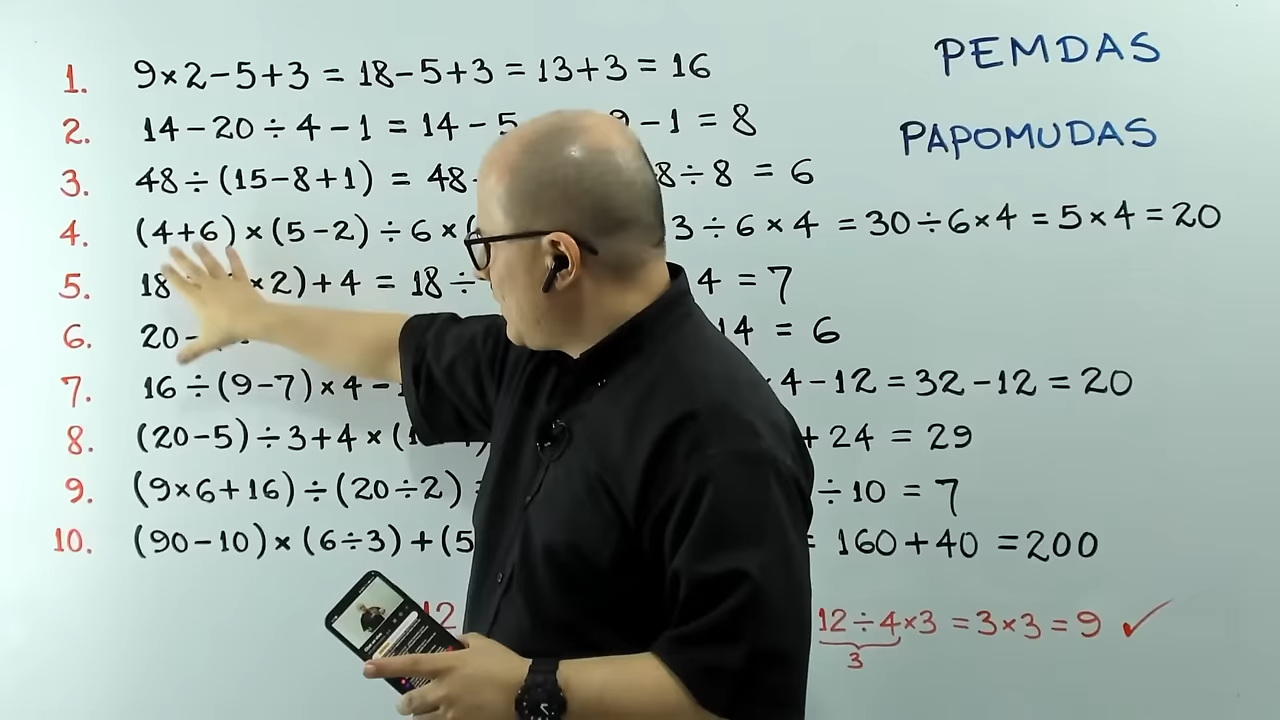 PEMDAS
PAPOMUDAS
1. 9×2−5+3 = 18−5+3 = 13+3 = 16
2. 14−20÷4−1 = 14−5 9−1 = 8
3. 48÷(15−8+1) = 48 8÷8 = 6
4. (4+6)×(5−2)÷6×( 3÷6×4 = 30÷6×4 = 5×4 = 20
5. 18 ×2)+4 = 18÷ 4 = 7
6. 20− 14 = 6
7. 16÷(9−7)×4− 4−12 = 32−12 = 20
8. (20−5)÷3+4×( +24 = 29
9. (9×6+16)÷(20÷2) ÷10 = 7
10. (90−10)×(6÷3)+(5 = 160+40 = 200
12 12÷4×3 = 3×3 = 9 ✓
3